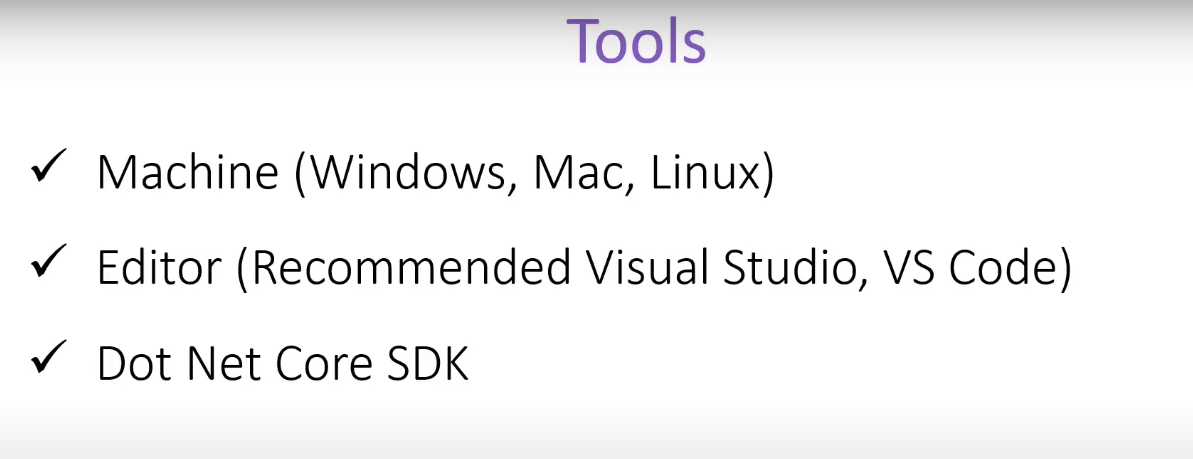 Tools
✓ Machine (Windows, Mac, Linux)
✓ Editor (Recommended Visual Studio, VS Code)
✓ Dot Net Core SDK